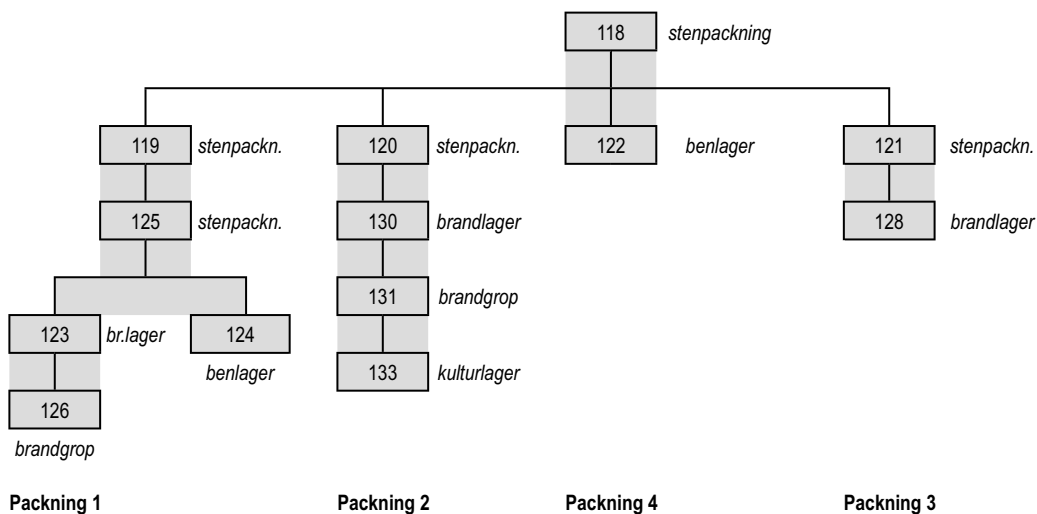 118 stenpackning
119 stenpackn. 120 stenpackn. 122 benlager 121 stenpackn.
125 stenpackn. 130 brandlager 128 brandlager
131 brandgrop
123 br.lager 124
133 kulturlager
benlager
126
brandgrop
Packning 1 Packning 2 Packning 4 Packning 3